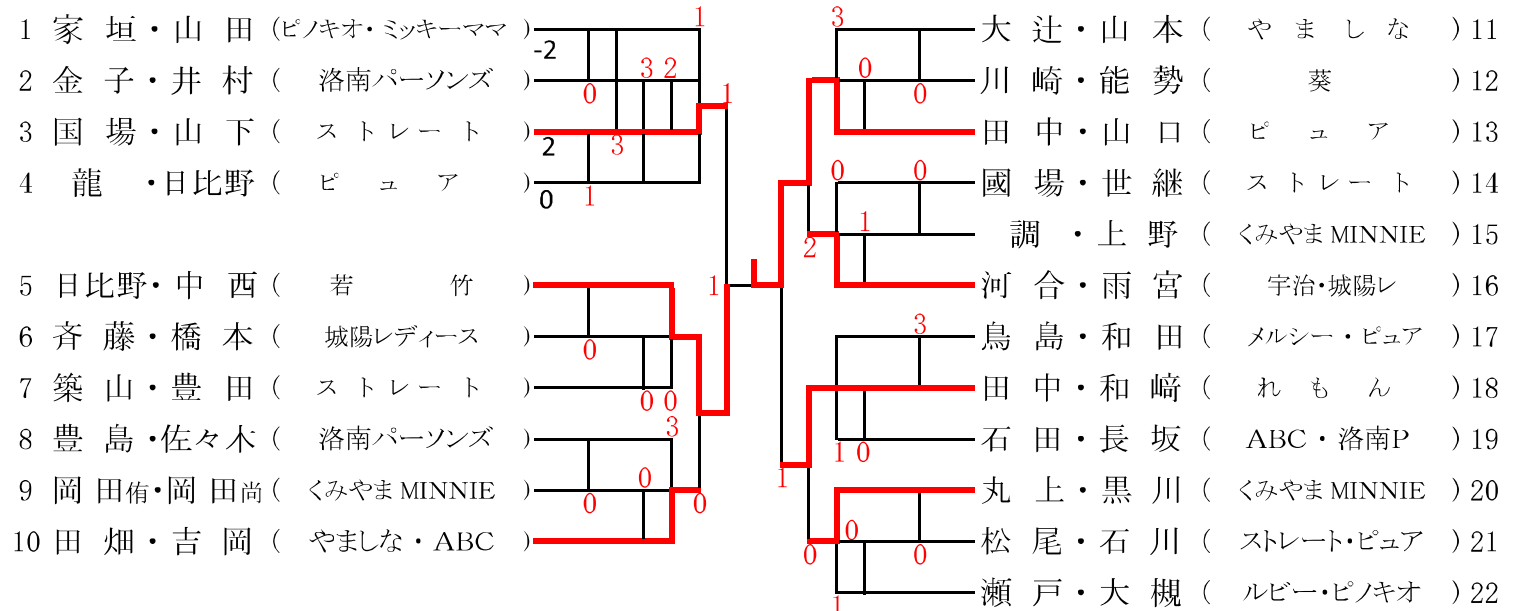 1 家垣・山田 (ピノキオ・ミッキーママ)
2 金子・井村 (洛南パーソンズ)
3 国場・山下 (ストレート)
4 龍・日比野 (ピュア)
5 日比野・中西 (若竹)
6 斉藤・橋本 (城陽レディース)
7 築山・豊田 (ストレート)
8 豊島・佐々木 (洛南パーソンズ)
9 岡田侑・岡田尚 (くみやまMINNIE)
10 田畑・吉岡 (やましな・ABC)
1
-2
3 2
0
1
2
3
0
1
1
0
0 0
3
0
0
0
3
0
0
0
0
1
2
3
1 0
1
0
0
0
1
大辻・山本 (やましな) 11
川崎・能勢 (葵) 12
田中・山口 (ピュア) 13
國場・世継 (ストレート) 14
調・上野 (くみやまMINNIE) 15
河合・雨宮 (宇治・城陽レ) 16
鳥島・和田 (メルシー・ピュア) 17
田中・和﨑 (れもん) 18
石田・長坂 (ABC・洛南P) 19
丸上・黒川 (くみやまMINNIE) 20
松尾・石川 (ストレート・ピュア) 21
瀬戸・大槻 (ルビー・ピノキオ) 22